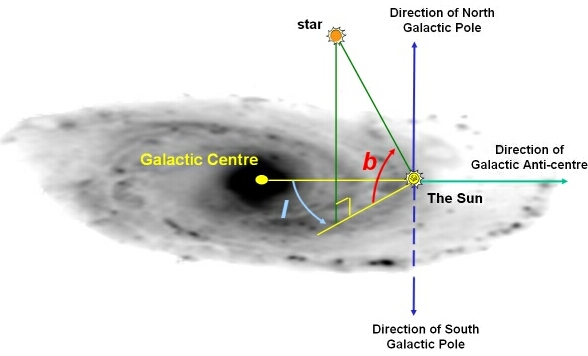 Direction of North
Galactic Pole
star
Galactic Centre
b
Direction of
Galactic Anti-centre
The Sun
l
Direction of South
Galactic Pole